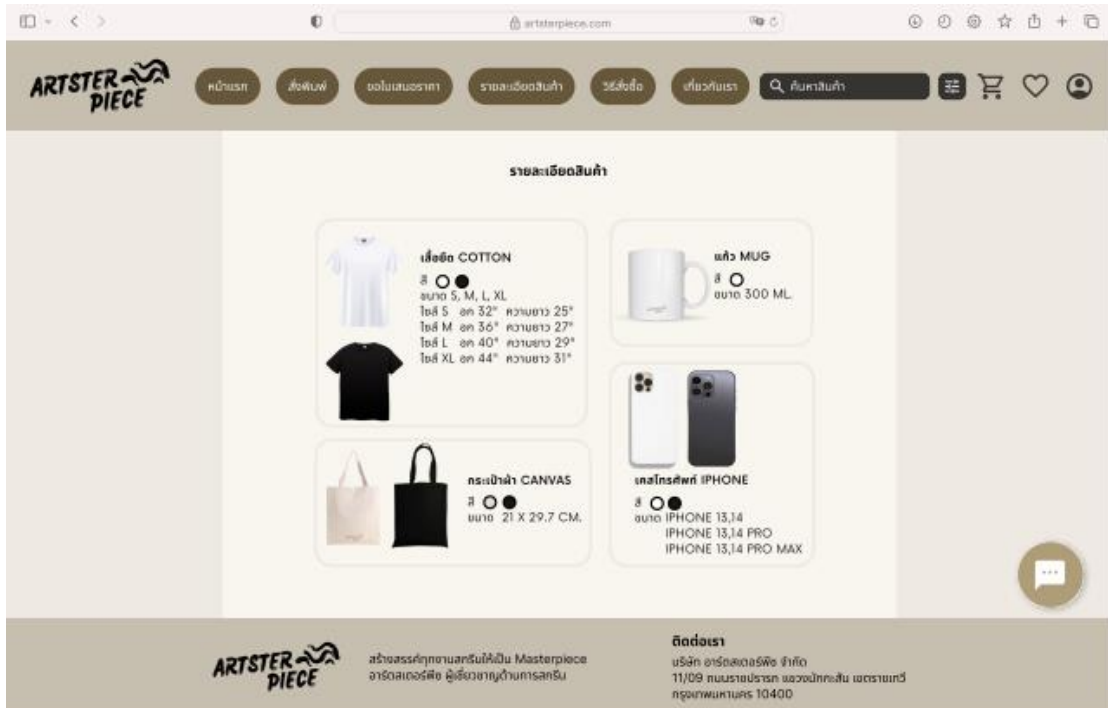 artsterpiece.com
ARTSTER
PIECE
หน้าแรก
สั่งพิมพ์
ขอใบเสนอราคา
รายละเอียดสินค้า
วิธีสั่งซื้อ
เกี่ยวกับเรา
ค้นหาสินค้า
รายละเอียดสินค้า
เสื้อยืด COTTON
สี
ขนาด S, M, L, XL
ไซส์ S อก 32" ความยาว 25"
ไซส์ M อก 36" ความยาว 27"
ไซส์ L อก 40" ความยาว 29"
ไซส์ XL อก 44" ความยาว 31"
แก้ว MUG
สี
ขนาด 300 ML.
กระเป๋าผ้า CANVAS
สี
ขนาด 21 X 29.7 CM.
เคสโทรศัพท์ IPHONE
สี
ขนาด IPHONE 13,14
IPHONE 13,14 PRO
IPHONE 13,14 PRO MAX
ARTSTER
PIECE
สร้างสรรค์ทุกงานสกรีนให้เป็น Masterpiece
อาร์ตสเตอร์พีซ ผู้เชี่ยวชาญด้านการสกรีน
ติดต่อเรา
บริษัท อาร์ตสเตอร์พีซ จำกัด
11/09 ถนนราชปรารภ แขวงมักกะสัน เขตราชเทวี
กรุงเทพมหานคร 10400